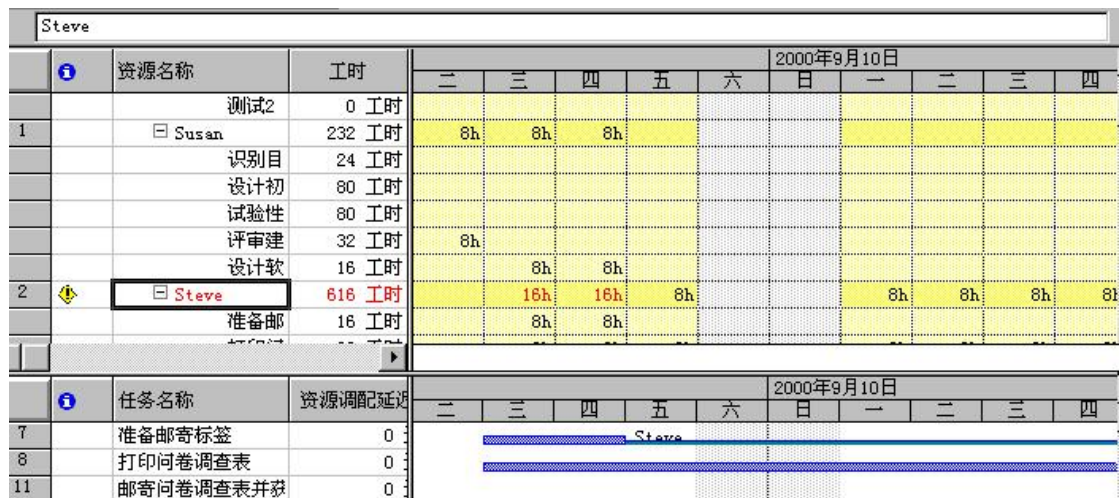 Steve
资源名称 工时 2000年9月10日
二 三 四 五 六 日 一 二 三 四
测试2 0 工时
1 Susan 232 工时 8h 8h 8h
识别目 24 工时
设计初 80 工时
试验性 80 工时
评审建 32 工时 8h
设计软 16 工时 8h 8h
2 Steve 616 工时 16h 16h 8h 8h 8h 8h 8h
准备邮 16 工时 8h 8h
任务名称 资源调配延迟 2000年9月10日
二 三 四 五 六 日 一 二 三 四
7 准备邮寄标签 0 Steve
8 打印问卷调查表 0
11 邮寄问卷调查表并获 0